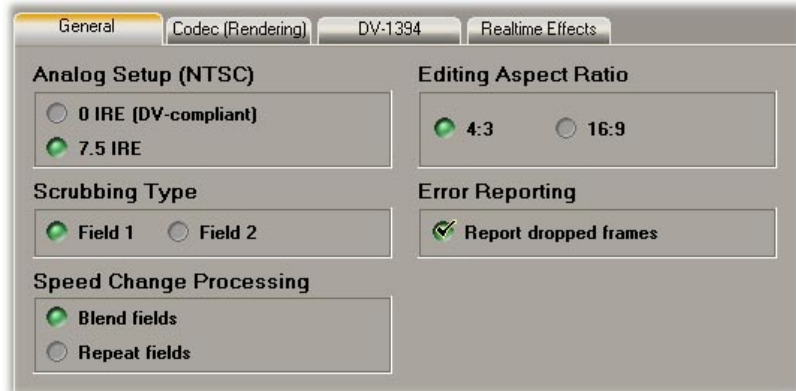 General
Codec (Rendering)
DV-1394
Realtime Effects
Analog Setup (NTSC)
0 IRE (DV-compliant)
7.5 IRE
Editing Aspect Ratio
4:3
16:9
Scrubbing Type
Field 1
Field 2
Error Reporting
Report dropped frames
Speed Change Processing
Blend fields
Repeat fields